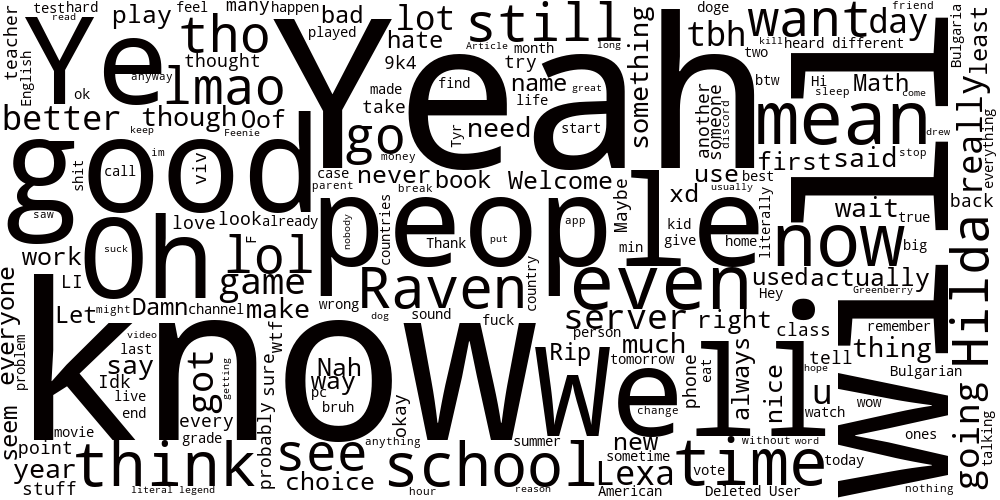 teacher
testhard
read
play
feel
many
happen
bad
played
lot
still
something
doge
tbh
want
day
friend
Bulgaria
least
English
Ye
tho
Yeah
hate
Article
month
long
two
kill
heard
different
ok
anyway
thought
lmao
9k4
try
find
name
made
take
life
great
btw
Hi
sleep
Math
come
better
though
Oof
keep
Feenie
go
money
Tyr
need
start
another
someone
discord
mean
drew
really
everything
good
shit
call
im
viv
case
parent
never
break
book
Welcome
use
best
usually
first
said
stop
saw
Oh
love
look
already
people
nobody
countries
Maybe
app
xd
kid
give
home
literally
wait
true
back
work
suck
F
lol
Thank
put
min
now
big
LI
game
Raven
country
even
used
actually
Hey
Greenberry
Hilda
everyone
Let
might
Damn
channel
make
wrong
dog
sound
fuck
server
person
right
class
remember
WIII
know
problem
video
last
say
Idk
live
end
got
getting
sure
Wtf
Nah
way
pc
bruh
okay
Rip
much
tomorrow
Well
change
phone
eat
always
nice
tell
hope
u
watch
thing
Bulgarian
wow
going
seem
movie
point
every
grade
probably
see
anything
school
summer
new
sometime
without
word
ones
talking
year
think
choice
Lexa
time
vote
today
stuff
literal legend
hour
reason
American
Deleted User
nothing